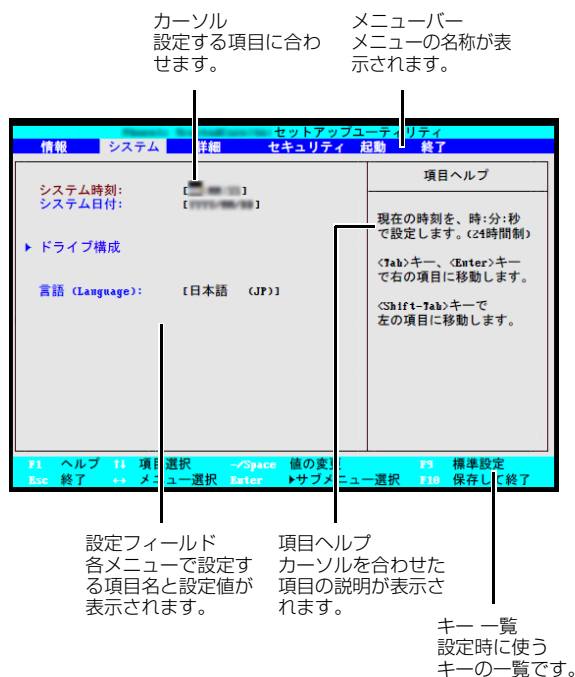 カーソル
設定する項目に合わ
せます。
メニューバー
メニューの名称が表
示されます。
セットアップユーティリティ
情報 システム 詳細 セキュリティ 起動 終了
システム時刻:
システム日付:
ドライブ構成
言語 (Language): [日本語 (JP)]
項目ヘルプ
現在の時刻を、時:分:秒
で設定します。(24時間制)
<Tab>キー、<Enter>キー
で右の項目に移動します。
<Shift-Tab>キーで
左の項目に移動します。
F1 ヘルプ ↑↓ 項目選択 -/Space 値の変更 F9 標準設定
Esc 終了 ↔ メニュー選択 Enter ▶サブメニュー選択 F10 保存して終了
設定フィールド
各メニューで設定す
る項目名と設定値が
表示されます。
項目ヘルプ
カーソルを合わせた
項目の説明が表示さ
れます。
キー 一覧
設定時に使う
キーの一覧です。